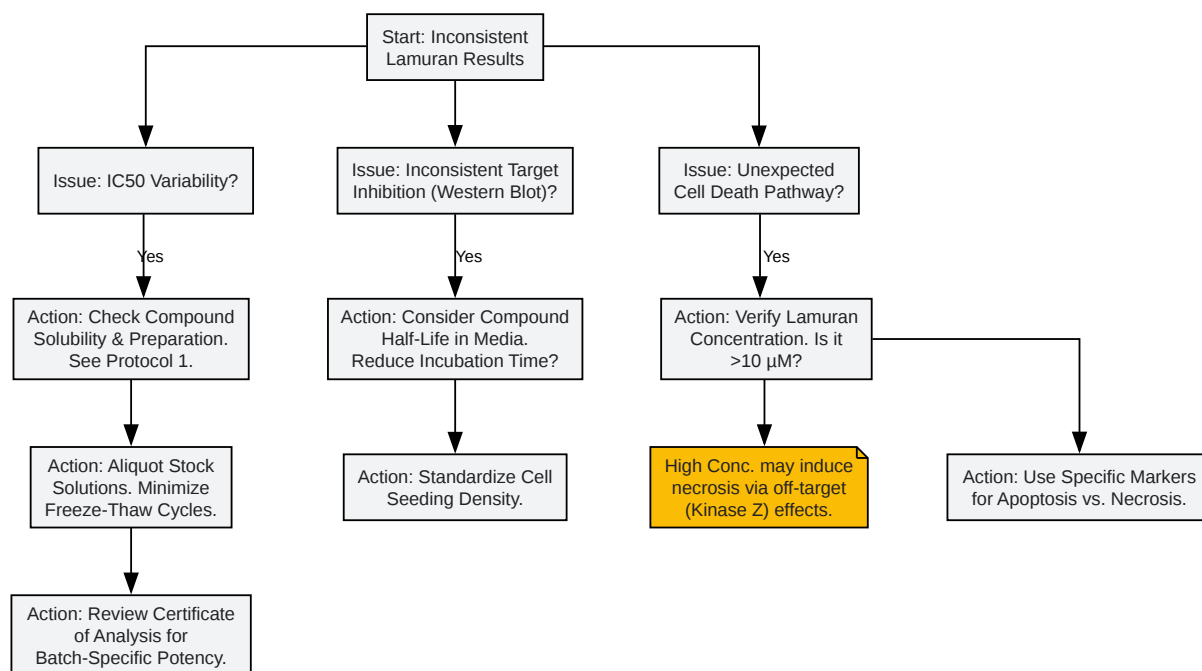 Start: Inconsistent
Lamuran Results
Issue: IC50 Variability?
Issue: Inconsistent Target
Inhibition (Western Blot)?
Issue: Unexpected
Cell Death Pathway?
Yes
Yes
Yes
Action: Check Compound
Solubility & Preparation.
See Protocol 1.
Action: Consider Compound
Half-Life in Media.
Reduce Incubation Time?
Action: Verify Lamuran
Concentration. Is it
>10 µM?
Action: Aliquot Stock
Solutions. Minimize
Freeze-Thaw Cycles.
Action: Standardize Cell
Seeding Density.
High Conc. may induce
necrosis via off-target
(Kinase Z) effects.
Action: Use Specific Markers
for Apoptosis vs. Necrosis.
Action: Review Certificate
of Analysis for
Batch-Specific Potency.